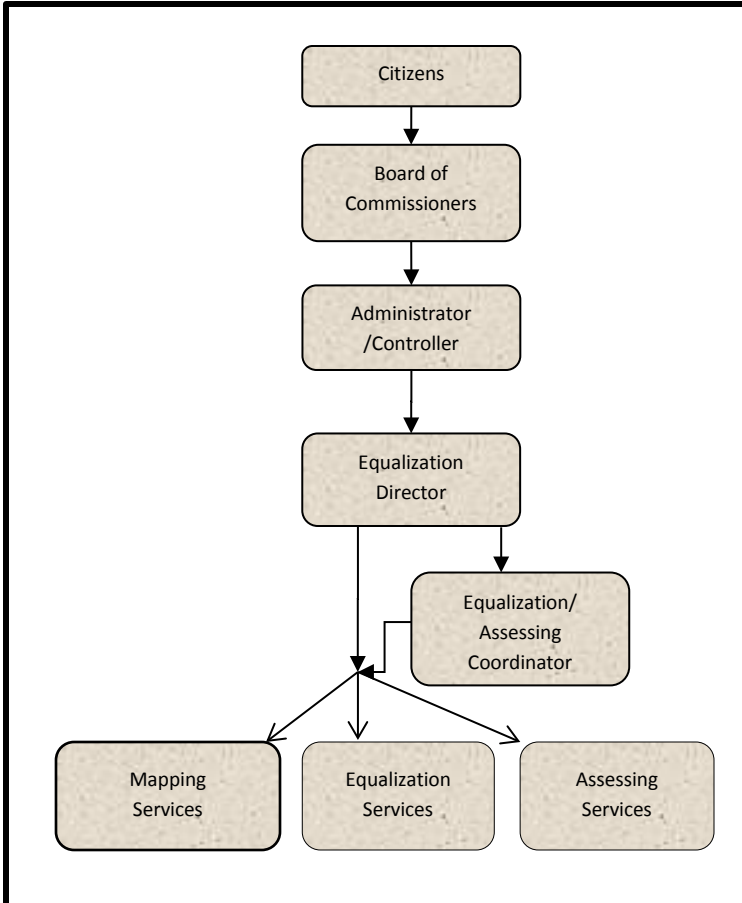 Citizens
Board of
Commissioners
Administrator
/Controller
Equalization
Director
Equalization/
Assessing
Coordinator
Mapping
Services
Equalization
Services
Assessing
Services